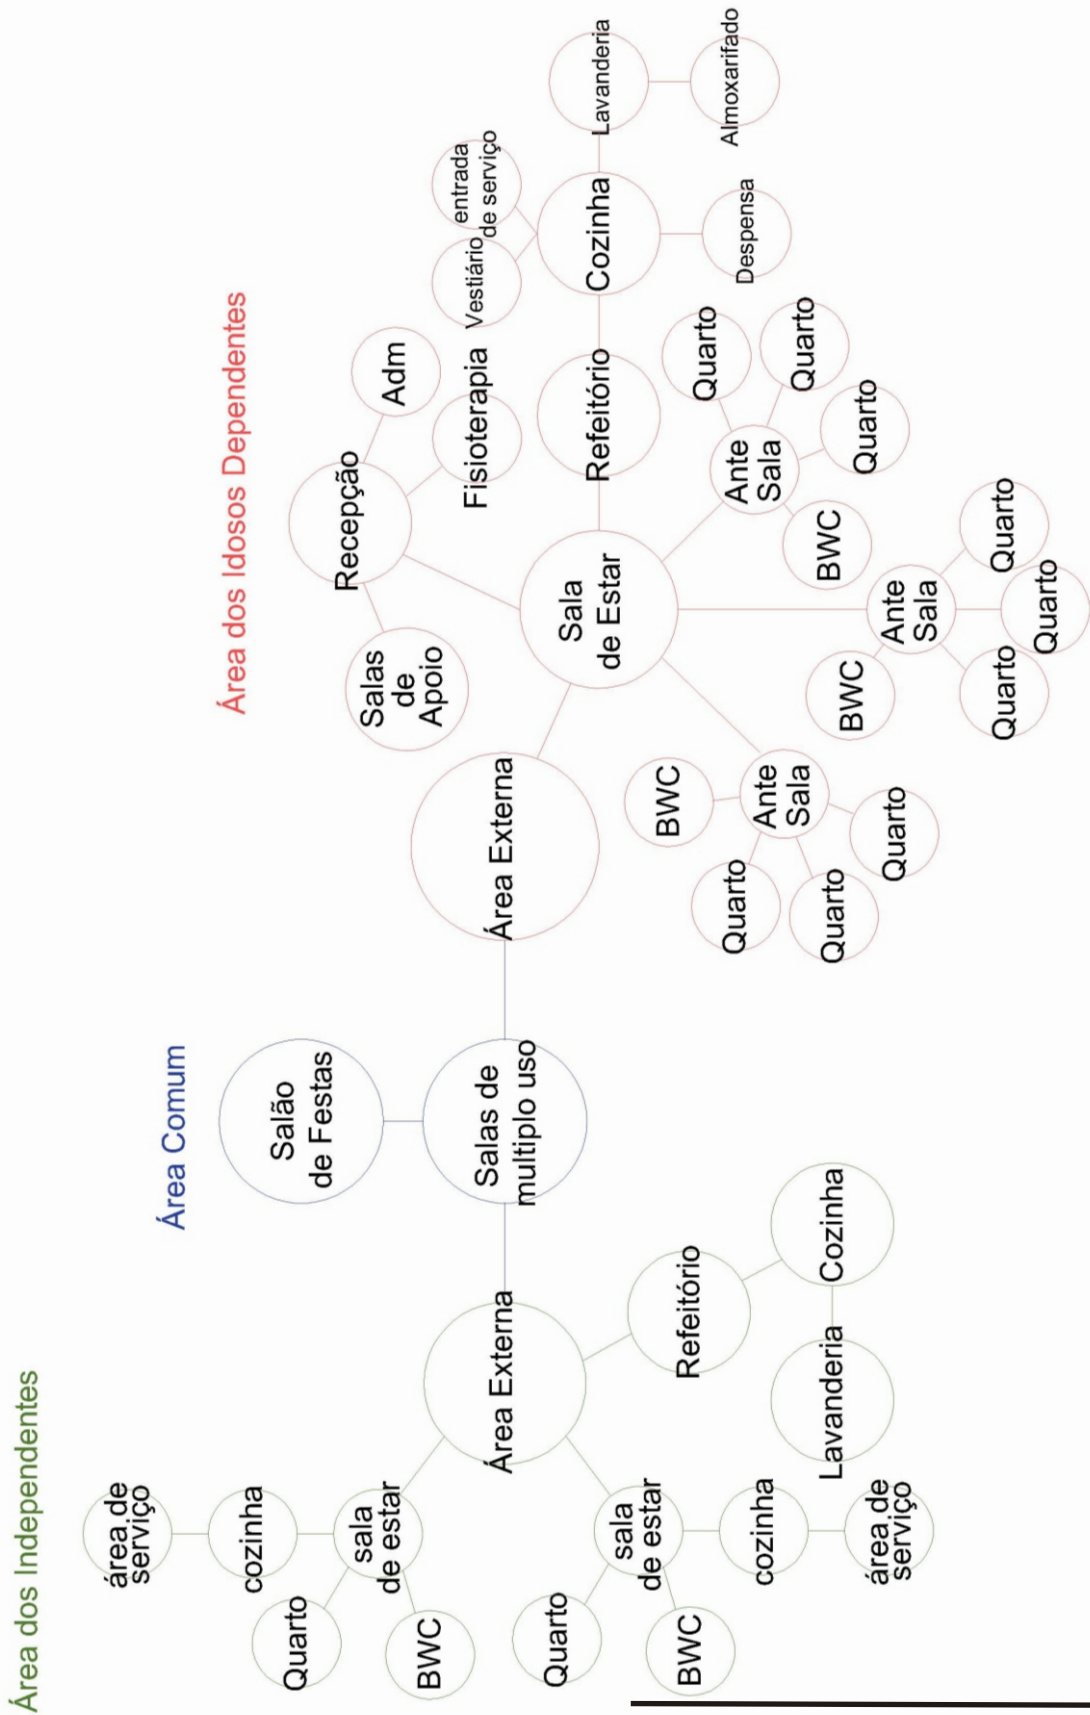 Área dos Independentes
área de
serviço
cozinha
sala
de estar
Quarto
BWC
sala
de estar
Quarto
BWC
cozinha
área de
serviço
Área Externa
Refeitório
Cozinha
Lavanderia
Área Comum
Salão
de Festas
Salas de
multiplo uso
Área dos Idosos Dependentes
Área Externa
Salas
de
Apoio
Recepção
Adm
Fisioterapia
Sala
de Estar
Refeitório
Cozinha
Vestiário
entrada
de serviço
Lavanderia
Almoxarifado
Despensa
Ante
Sala
BWC
Quarto
Quarto
Quarto
Ante
Sala
BWC
Quarto
Quarto
Quarto
Ante
Sala
BWC
Quarto
Quarto
Quarto